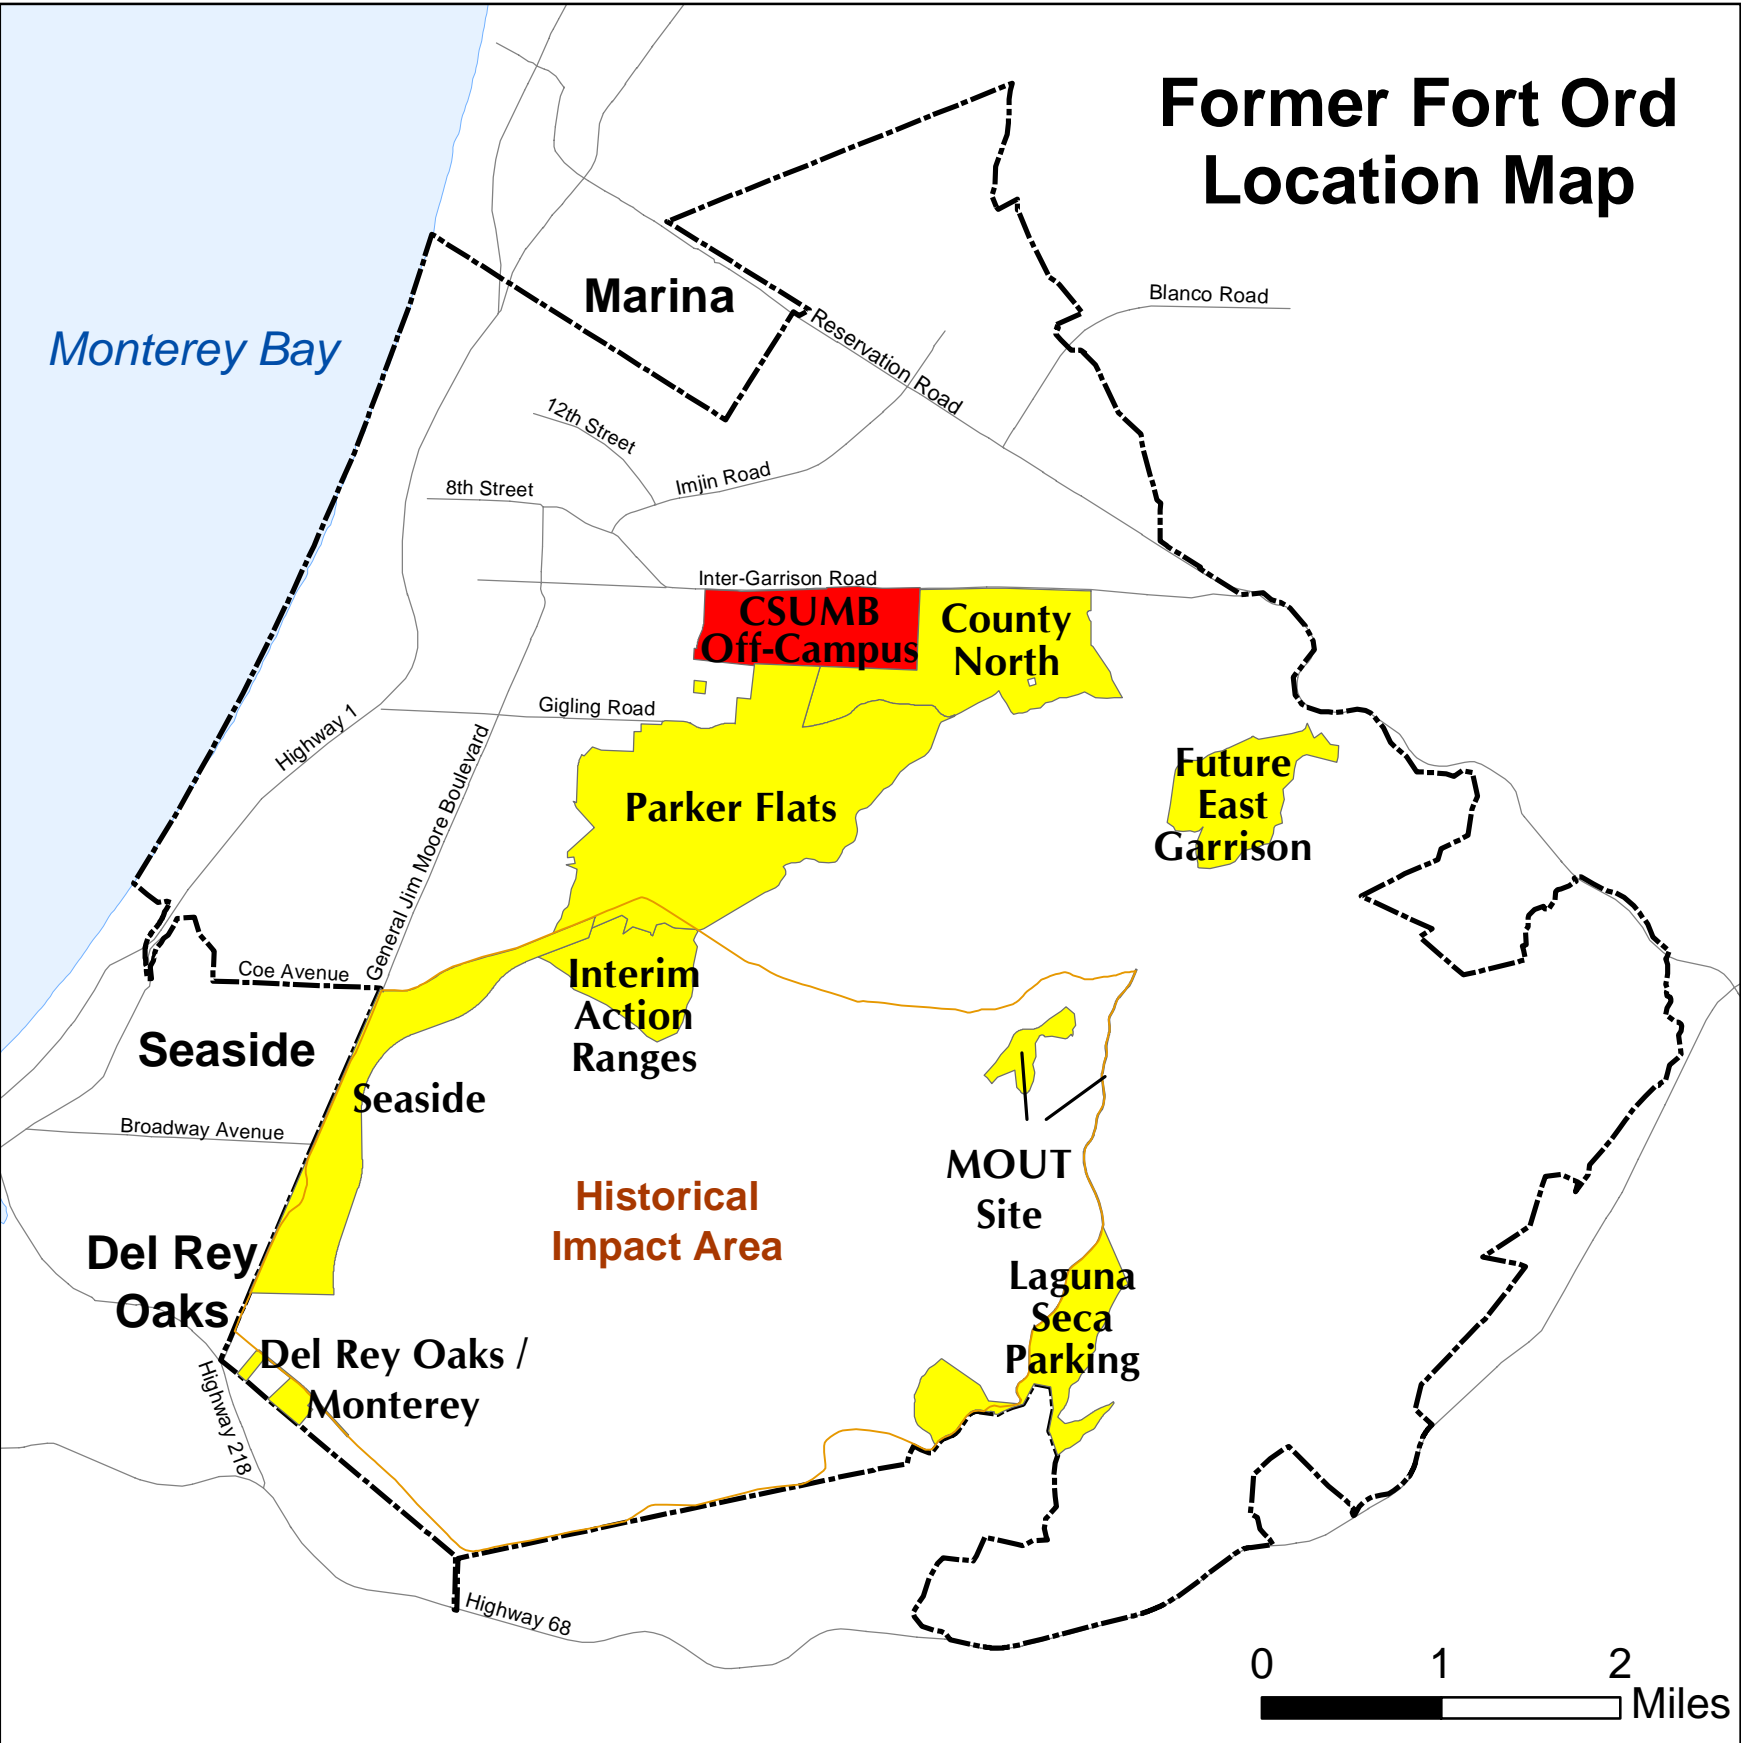 Former Fort Ord
Location Map
Marina
Blanco Road
Monterey Bay
Reservation Road
12th Street
Imjin Road
8th Street
Inter-Garrison Road
CSUMB
Off-Campus
County
North
Gigling Road
Highway 1
General Jim Moore Boulevard
Parker Flats
Future
East
Garrison
Coe Avenue
Interim
Action
Ranges
Seaside
Seaside
Broadway Avenue
MOUT
Site
Historical
Impact Area
Del Rey
Oaks
Laguna
Seca
Parking
Del Rey Oaks /
Monterey
Highway 218
Highway 68
0 1 2
Miles